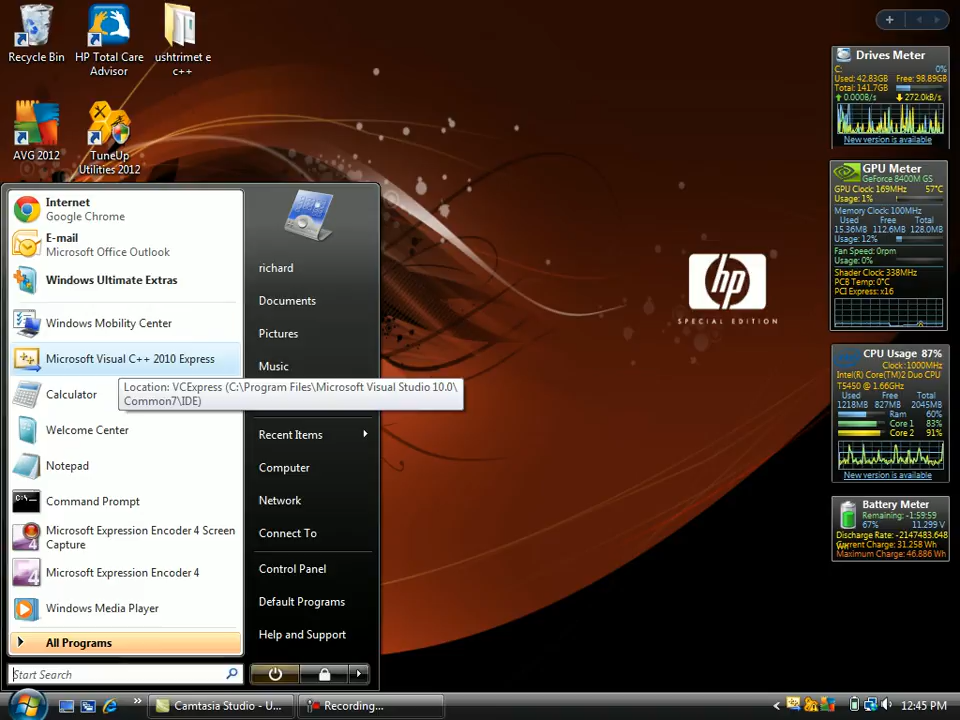 Recycle Bin
HP Total Care
Advisor
ushtrimet e
c++
AVG 2012
TuneUp
Utilities 2012
Internet
Google Chrome
E-mail
Microsoft Office Outlook
Windows Ultimate Extras
Windows Mobility Center
Microsoft Visual C++ 2010 Express
Calculator
Location: VCExpress (C:\Program Files\Microsoft Visual Studio 10.0\
Common7\IDE)
Welcome Center
Notepad
Command Prompt
Microsoft Expression Encoder 4 Screen
Capture
Microsoft Expression Encoder 4
Windows Media Player
All Programs
Start Search
richard
Documents
Pictures
Music
Recent Items
Computer
Network
Connect To
Control Panel
Default Programs
Help and Support
hp
SPECIAL EDITION
Drives Meter
C: 0%
Used: 42.83GB Free: 98.89GB
Total: 141.7GB
0.000B/s 272.0kB/s
New version is available
GPU Meter
GeForce 8400M GS
GPU Clock: 169MHz 57°C
Usage: 1%
Memory Clock: 100MHz
Used Free Total
15.36MB 112.6MB 128.0MB
Usage: 12%
Fan Speed: 0rpm
Usage: 0%
Shader Clock: 338MHz
PCB Temp: 0°C
PCI Express: x16
CPU Usage 87%
Clock: 1000MHz
Intel(R) Core(TM)2 Duo CPU
T5450 @ 1.66GHz
Used Free Total
1218MB 827MB 2045MB
Ram 60%
Core 1 83%
Core 2 91%
New version is available
Battery Meter
Remaining: -1:59:59
67% 11.299 V
Discharge Rate: -2147483.648
Current Charge: 31.258 Wh
Maximum Charge: 46.886 Wh
Camtasia Studio - U...
Recording...
12:45 PM